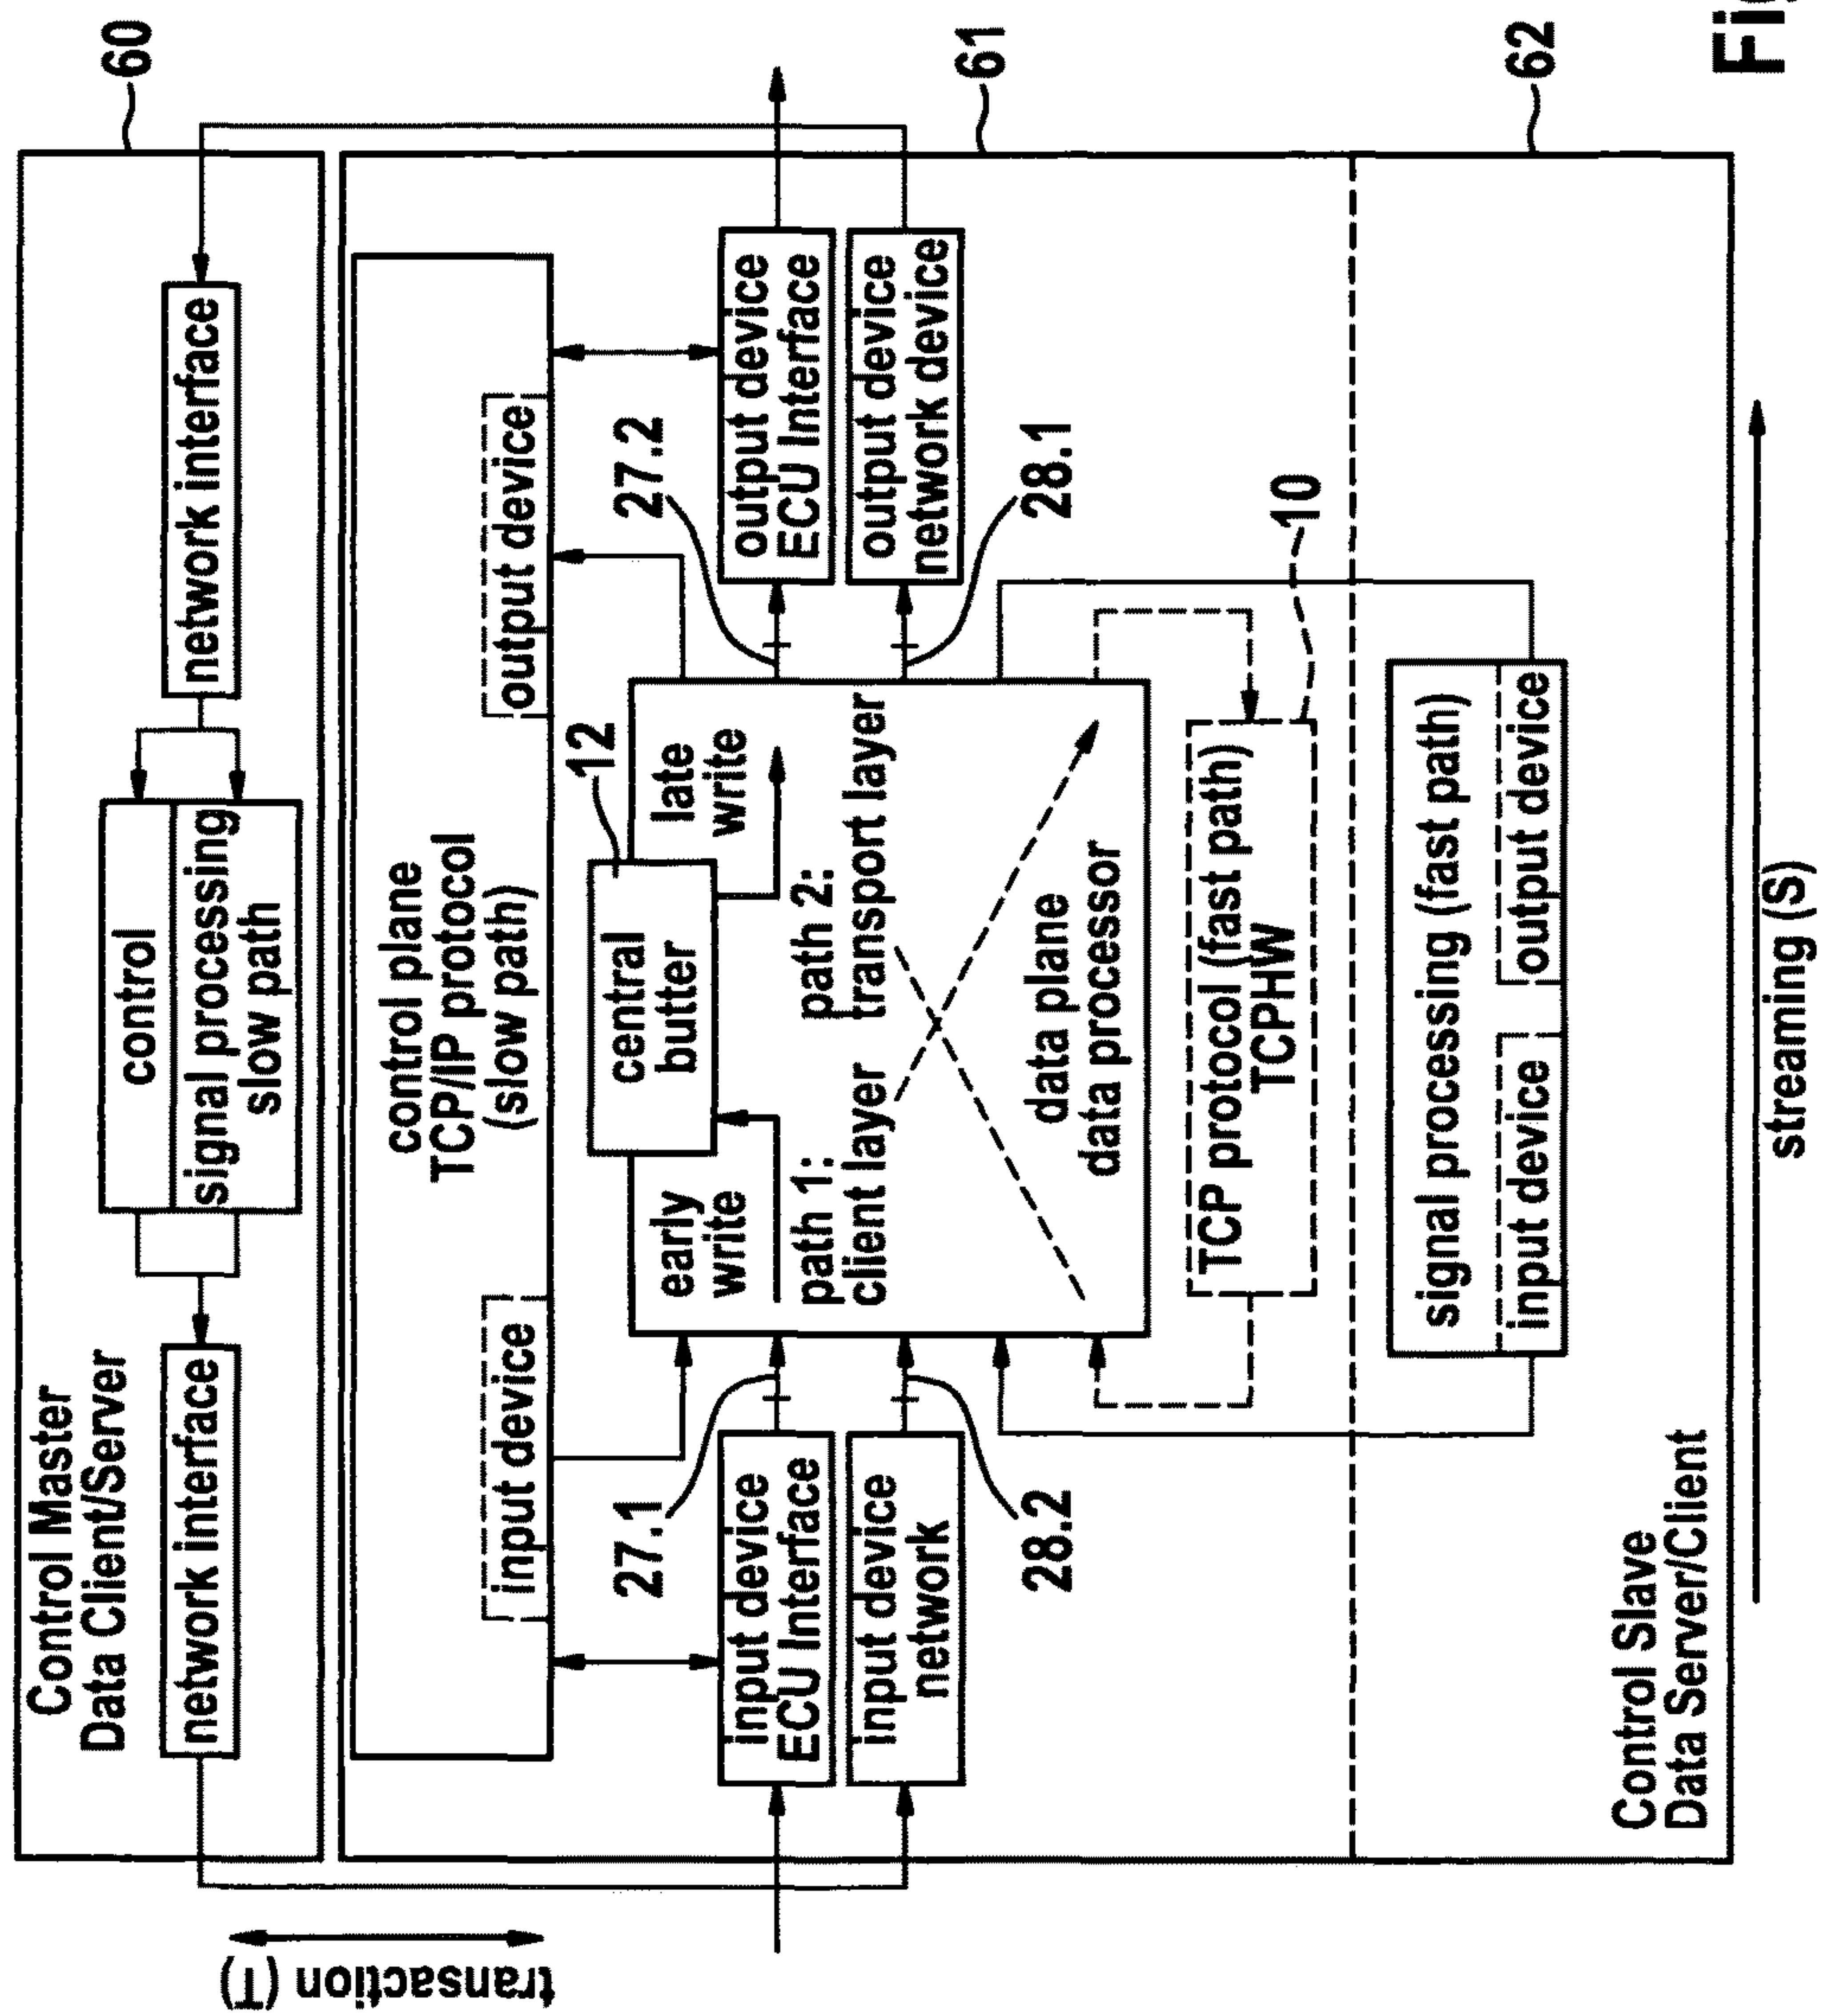 60
Control Master
Data Client/Server
network interface
control
signal processing
slow path
network interface
61
control plane
TCP/IP protocol
(slow path)
input device
output device
12
central
butter
early
write
late
write
path 1:
client layer
path 2:
transport layer
data plane
data processor
27.1
27.2
input device
ECU Interface
output device
ECU Interface
input device
network
output device
network device
28.2
28.1
10
TCP protocol (fast path)
TCPHW
62
signal processing (fast path)
input device
output device
Control Slave
Data Server/Client
streaming (S)
transaction (T)